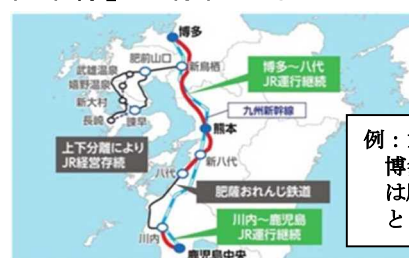 博多
肥前山口
新鳥栖
武雄温泉
嬉野温泉
新大村
長崎
諫早
博多～八代
JR運行継続
九州新幹線
熊本
上下分離により
JR経営存続
新八代
八代
肥薩おれんじ鉄道
川内～鹿児島
JR運行継続
川内
鹿児島中央
例：
博多
は
と